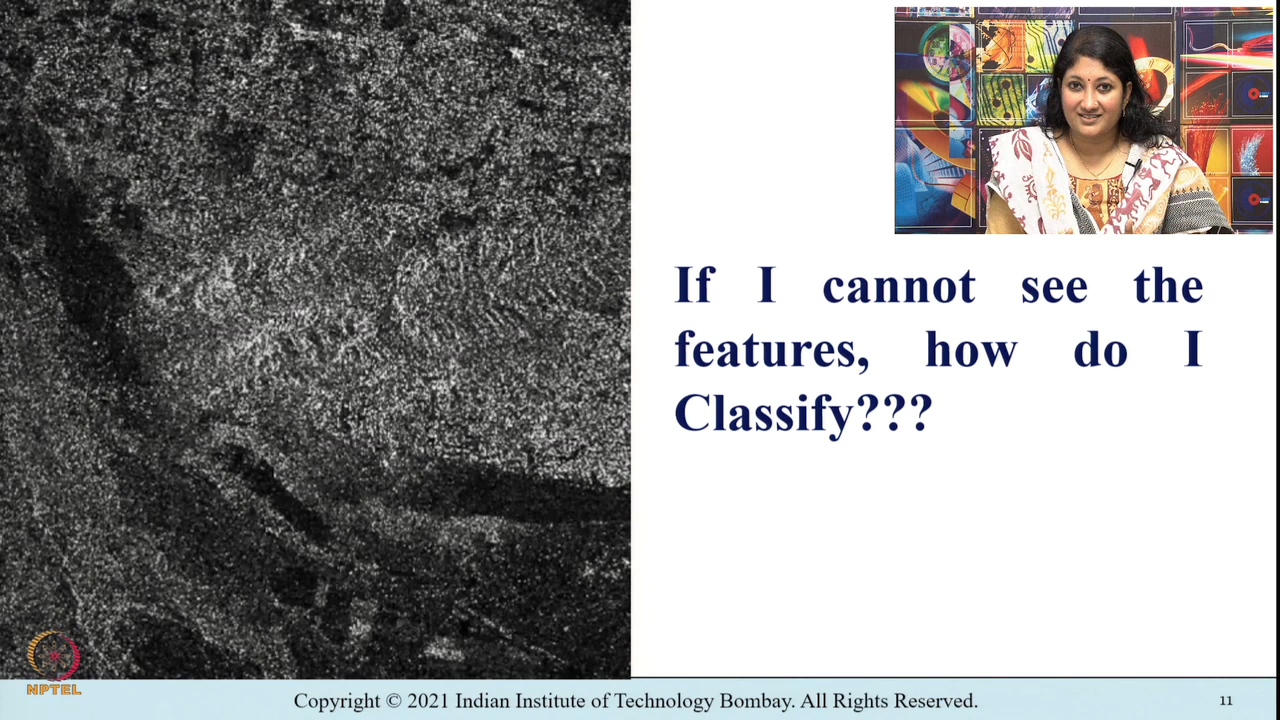 If I cannot see the
features, how do I
Classify???
NPTEL
Copyright © 2021 Indian Institute of Technology Bombay. All Rights Reserved.
11